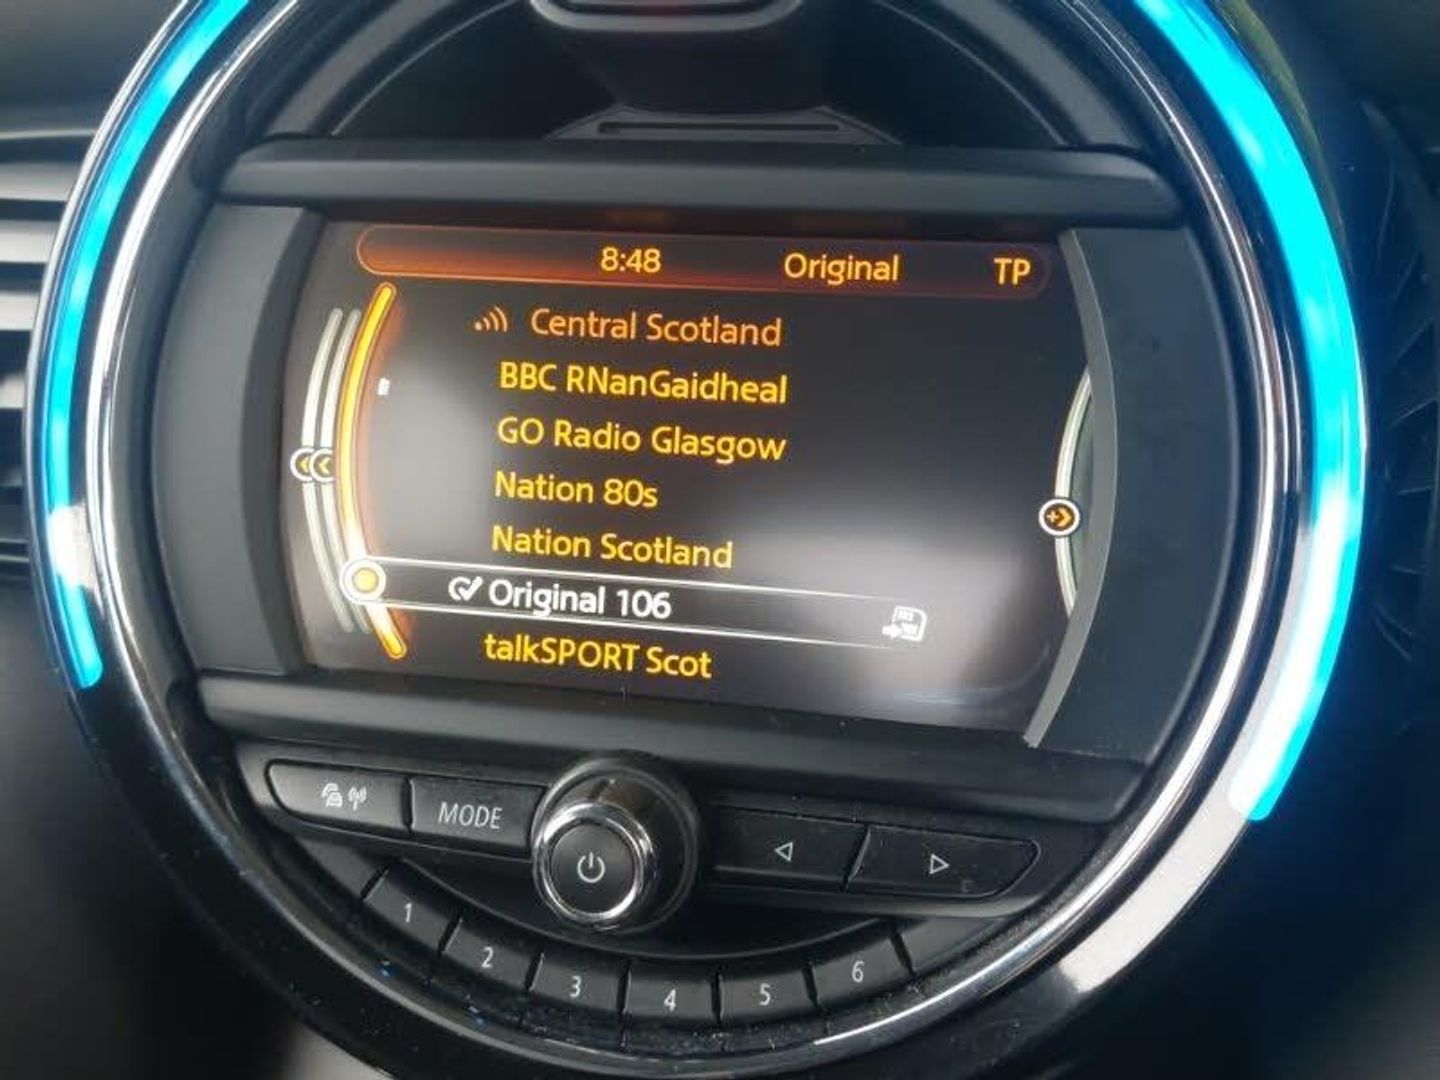 8:48 Original TP
Central Scotland
BBC RNanGaidheal
GO Radio Glasgow
Nation 80s
Nation Scotland
Original 106
talkSPORT Scot
MODE
1 2 3 4 5 6